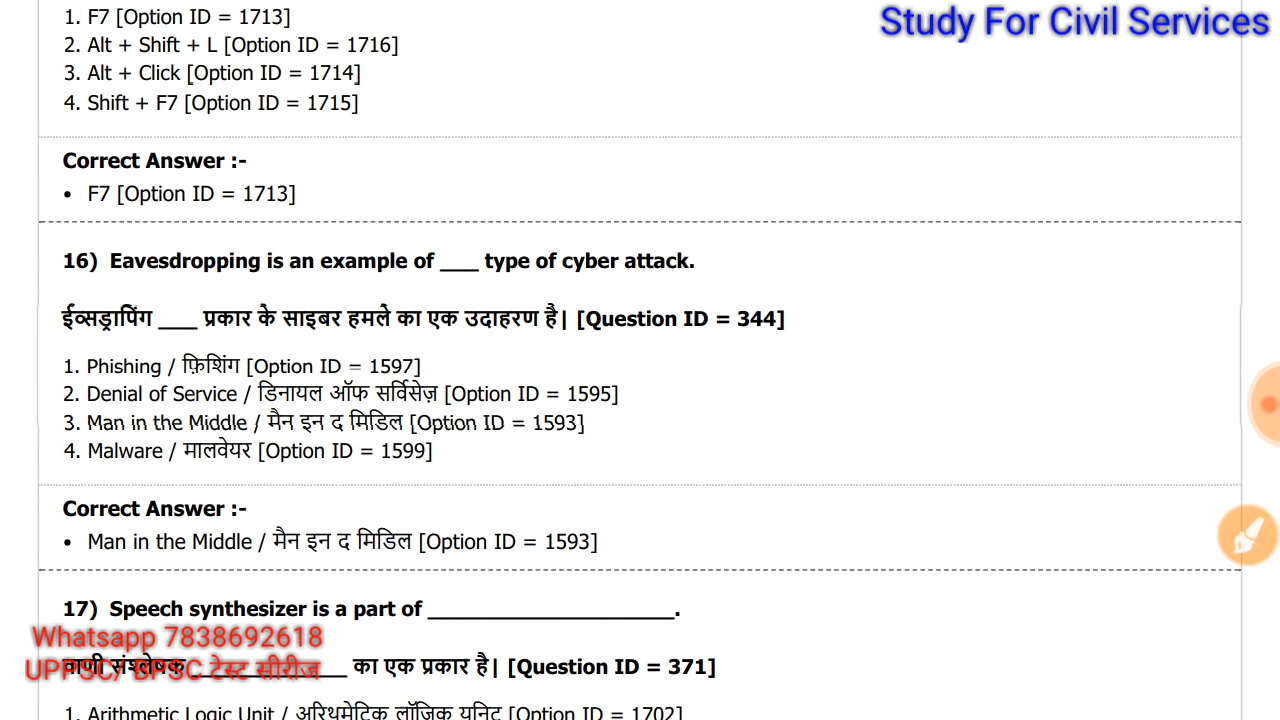 Study For Civil Services
1. F7 [Option ID = 1713]
2. Alt + Shift + L [Option ID = 1716]
3. Alt + Click [Option ID = 1714]
4. Shift + F7 [Option ID = 1715]
Correct Answer :-
• F7 [Option ID = 1713]
16) Eavesdropping is an example of ____ type of cyber attack.
ईव्सड्रापिंग ____ प्रकार के साइबर हमले का एक उदाहरण है| [Question ID = 344]
1. Phishing / फ़िशिंग [Option ID = 1597]
2. Denial of Service / डिनायल ऑफ सर्विसेज़ [Option ID = 1595]
3. Man in the Middle / मैन इन द मिडिल [Option ID = 1593]
4. Malware / मालवेयर [Option ID = 1599]
Correct Answer :-
• Man in the Middle / मैन इन द मिडिल [Option ID = 1593]
17) Speech synthesizer is a part of ______________________.
Whatsapp 7838692618
वाणी संश्लेषक ________________ का एक प्रकार है| [Question ID = 371]
UPPSC/ BPSC टेस्ट सीरीज
1. Arithmetic Logic Unit / अरिथमेटिक लॉजिक यूनिट [Option ID = 1702]